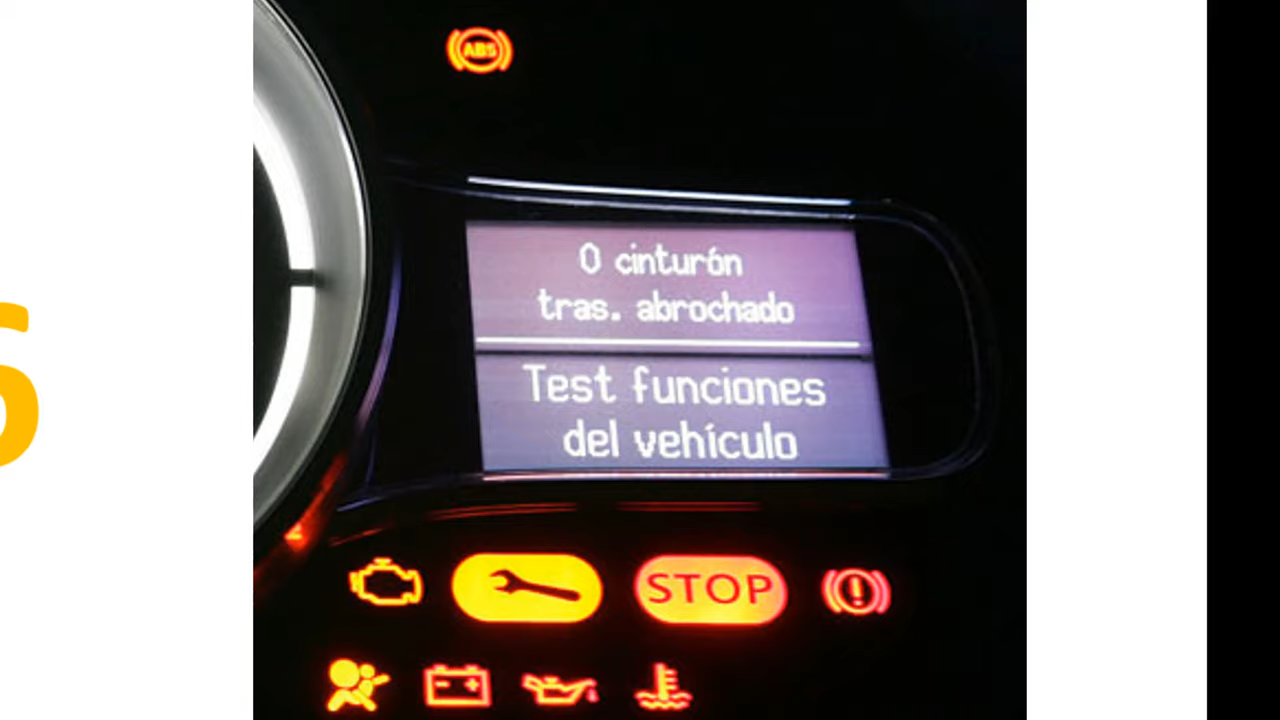 ABS
0 cinturón
tras. abrochado
Test funciones
del vehículo
STOP